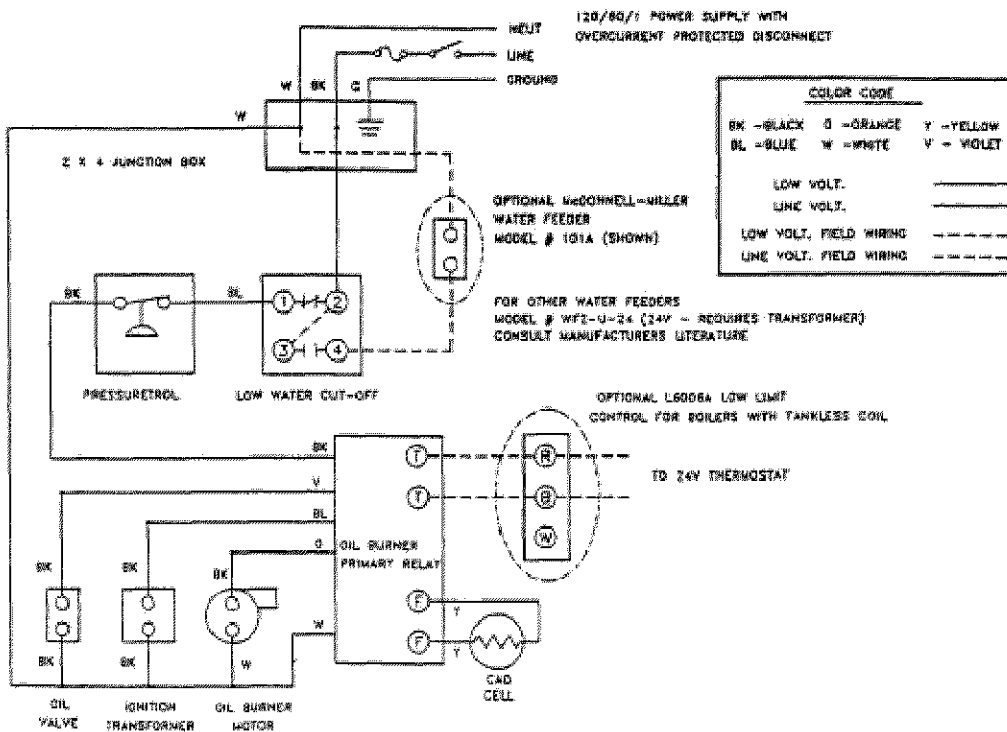 NEUT
LINE
GROUND
120/60/1 POWER SUPPLY WITH
OVERCURRENT PROTECTED DISCONNECT
W BK G
W
2 X 4 JUNCTION BOX
COLOR CODE
BK -BLACK O -ORANGE Y -YELLOW
BL -BLUE W -WHITE V - VIOLET
LOW VOLT.
LINE VOLT.
LOW VOLT. FIELD WIRING
LINE VOLT. FIELD WIRING
OPTIONAL McDONNELL-MILLER
WATER FEEDER
MODEL # 101A (SHOWN)
FOR OTHER WATER FEEDERS
MODEL # WF2-U-24 (24V - REQUIRES TRANSFORMER)
CONSULT MANUFACTURERS LITERATURE
BK
BL
1 2
3 4
PRESSURETROL
LOW WATER CUT-OFF
OPTIONAL L6006A LOW LIMIT
CONTROL FOR BOILERS WITH TANKLESS COIL
BK
T
R
TO 24V THERMOSTAT
V
T
B
BL
O
OIL BURNER
PRIMARY RELAY
W
BK BK BK
F
Y
W
F
Y
BK BK W
CAD
CELL
OIL
VALVE
IGNITION
TRANSFORMER
OIL BURNER
MOTOR